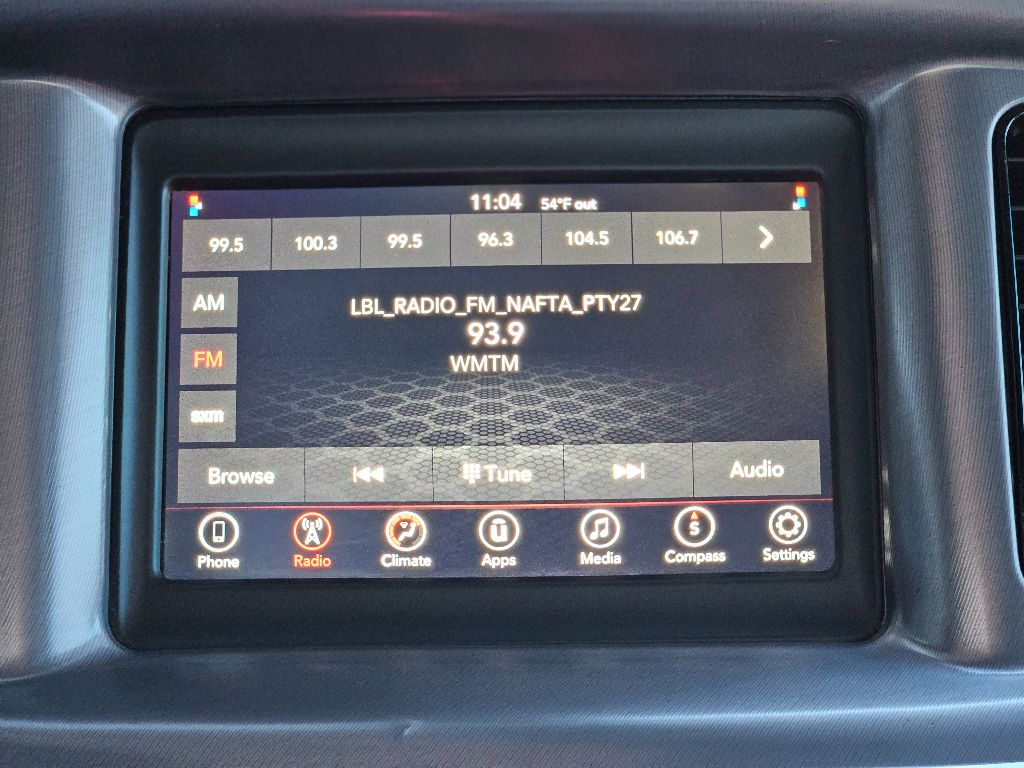 11:04 54°F out
99.5 100.3 99.5 96.3 104.5 106.7
AM
LBL_RADIO_FM_NAFTA_PTY27
93.9
FM
WMTM
sxm
Browse Tune Audio
S
Phone Radio Climate Apps Media Compass Settings